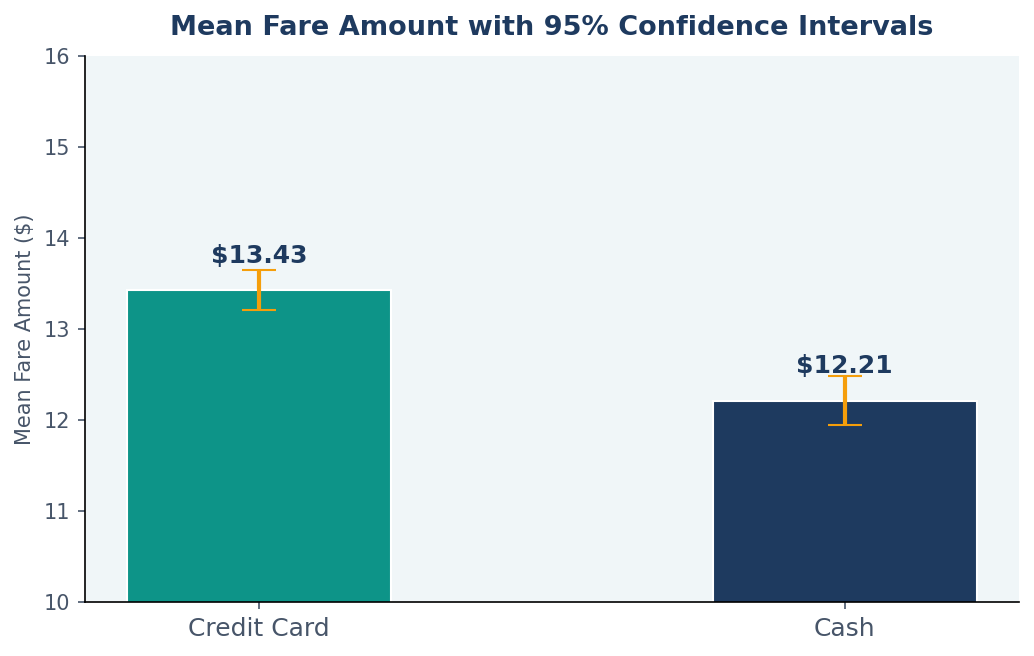 Mean Fare Amount with 95% Confidence Intervals
Mean Fare Amount ($)
16
15
14
13
12
11
10
$13.43
$12.21
Credit Card
Cash